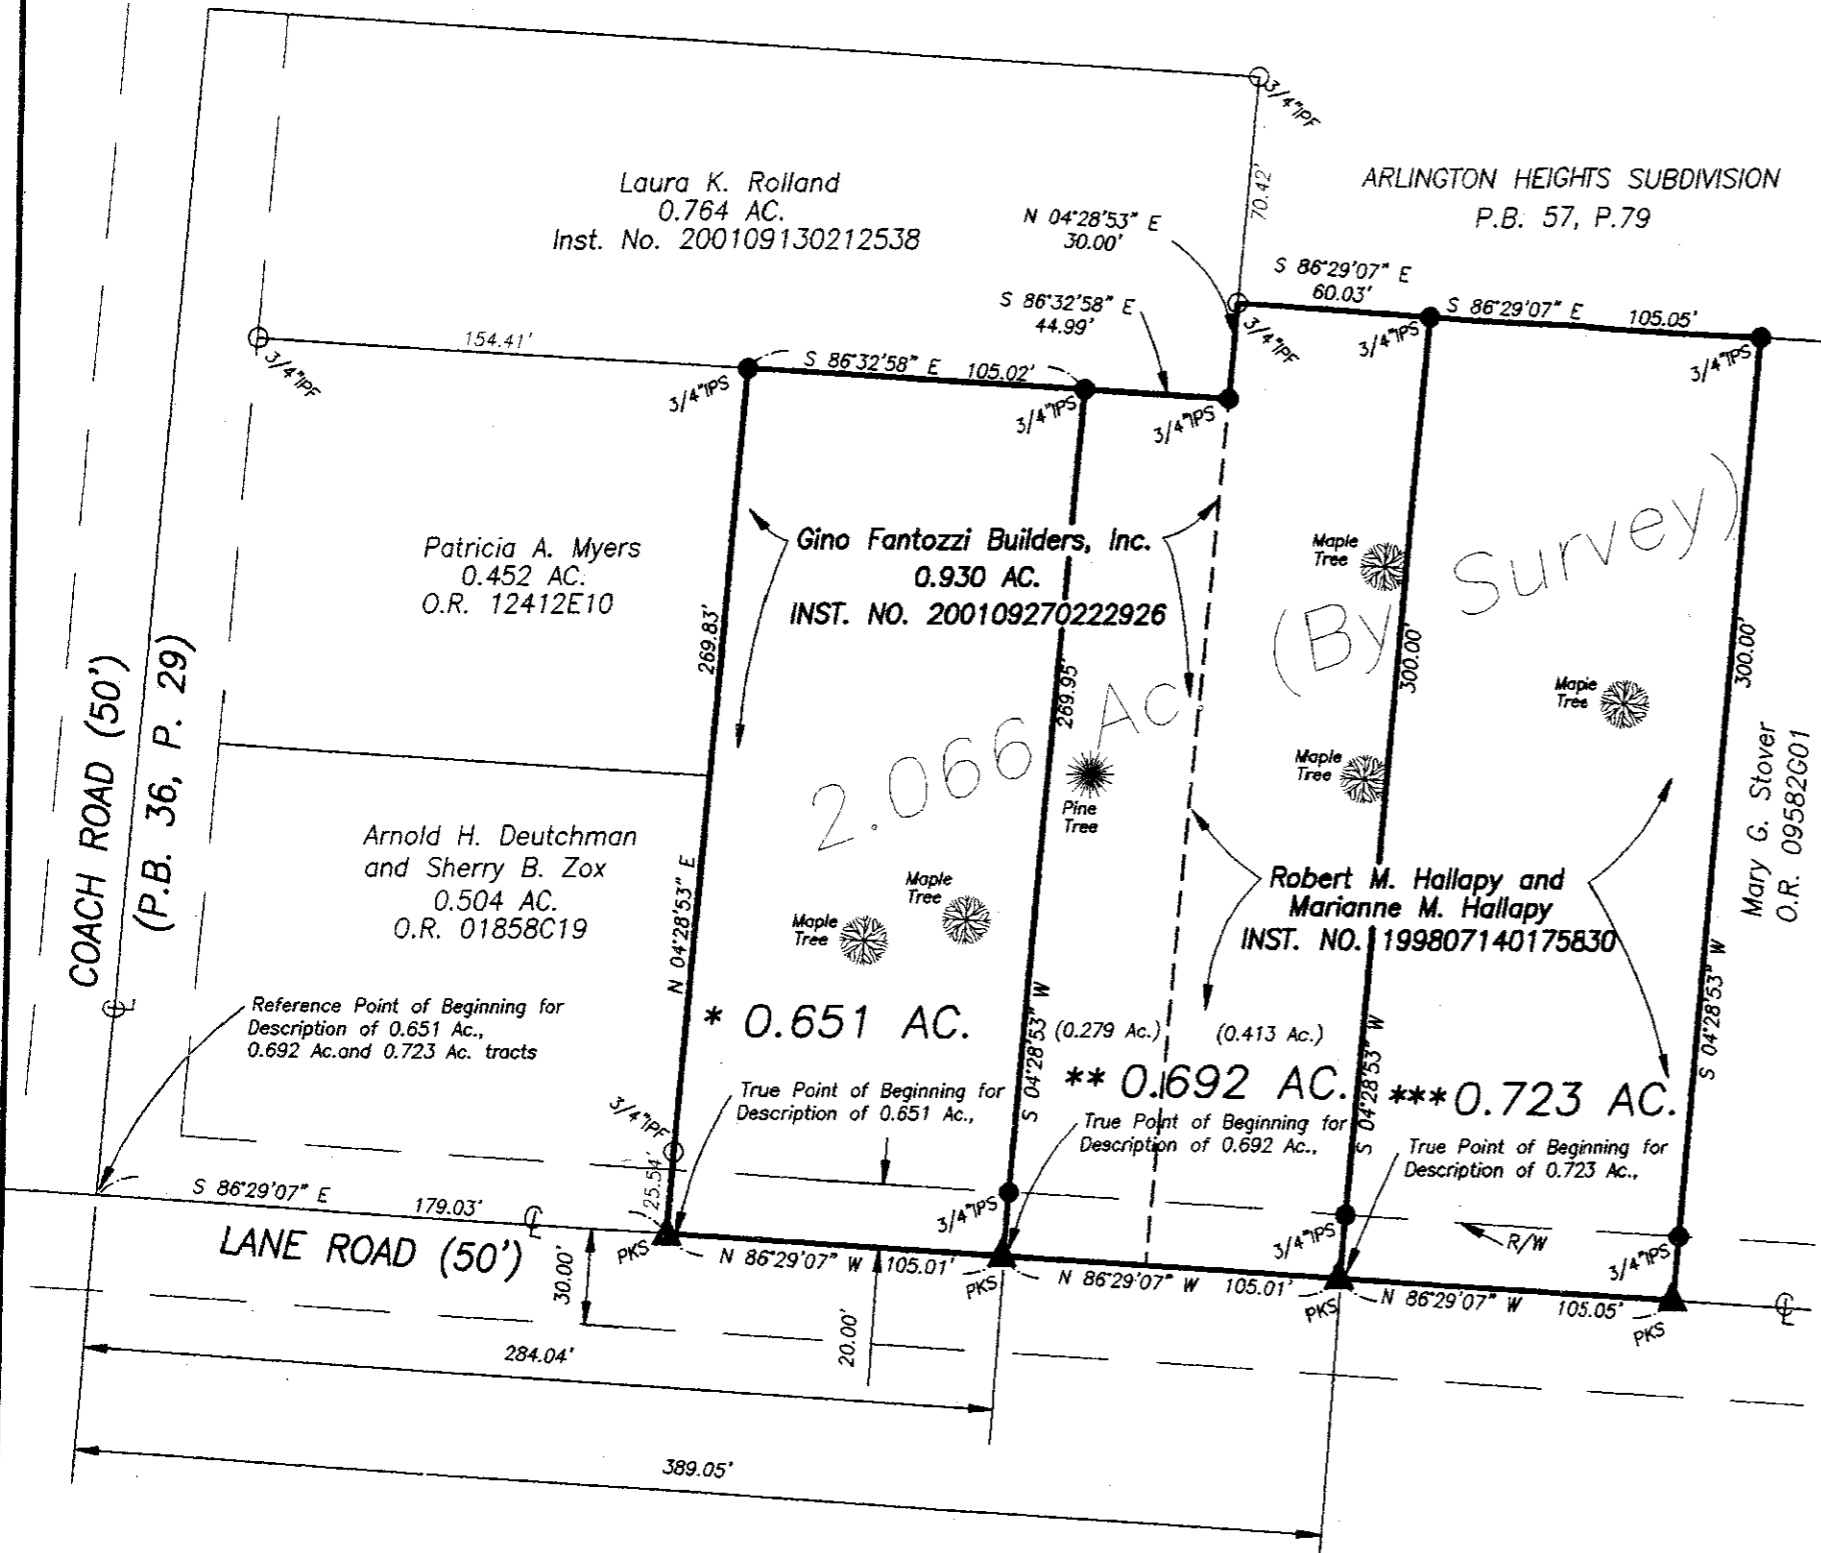 3/4"IPF
Laura K. Rolland
0.764 AC.
Inst. No. 200109130212538
70.42'
ARLINGTON HEIGHTS SUBDIVISION
P.B. 57, P.79
N 04°28'53" E
30.00'
S 86°32'58" E
44.99'
S 86°29'07" E
60.03'
3/4"IPF
3/4"IPS
S 86°29'07" E 105.05'
3/4"IPS
154.41'
3/4"IPF
3/4"IPS
S 86°32'58" E 105.02'
3/4"IPS
3/4"IPS
Patricia A. Myers
0.452 AC.
O.R. 12412E10
Gino Fantozzi Builders, Inc.
0.930 AC.
INST. NO. 200109270222926
269.83'
269.95'
300.00'
300.00'
2.066 Ac. (By Survey)
Maple
Tree
Maple
Tree
Maple
Tree
Pine
Tree
Maple
Tree
Maple
Tree
COACH ROAD (50')
(P.B. 36, P. 29)
Arnold H. Deutchman
and Sherry B. Zox
0.504 AC.
O.R. 01858C19
N 04°28'53" E
Robert M. Hallapy and
Marianne M. Hallapy
INST. NO. 199807140175830
Mary G. Stover
O.R. 09582G01
Reference Point of Beginning for
Description of 0.651 Ac.,
0.692 Ac.and 0.723 Ac. tracts
* 0.651 AC.
S 04°28'53" W
(0.279 Ac.)
(0.413 Ac.)
** 0.692 AC.
S 04°28'53" W
*** 0.723 AC.
S 04°28'53" W
True Point of Beginning for
Description of 0.651 Ac.,
True Point of Beginning for
Description of 0.692 Ac.,
True Point of Beginning for
Description of 0.723 Ac.,
3/4"IPF
25.54'
S 86°29'07" E 179.03'
LANE ROAD (50')
PKS
N 86°29'07" W 105.01'
3/4"IPS
PKS
N 86°29'07" W 105.01'
3/4"IPS
PKS
N 86°29'07" W 105.05'
3/4"IPS
PKS
R/W
30.00'
20.00'
284.04'
389.05'